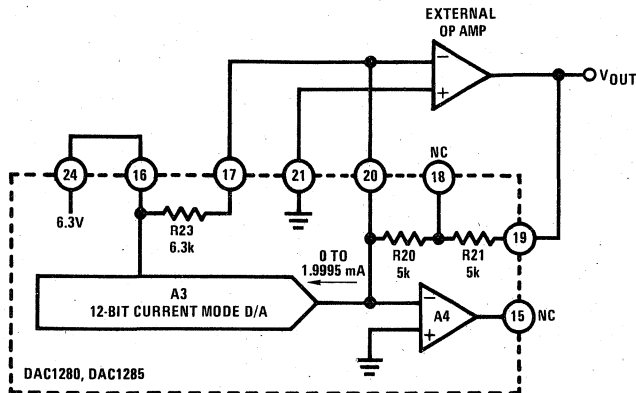 EXTERNAL
OP AMP
−
+
VOUT
NC
24
16
17
21
20
18
6.3V
R23
6.3k
19
0 TO
1.9995 mA
R20
5k
R21
5k
A3
12-BIT CURRENT MODE D/A
−
+
A4
15
NC
DAC1280, DAC1285